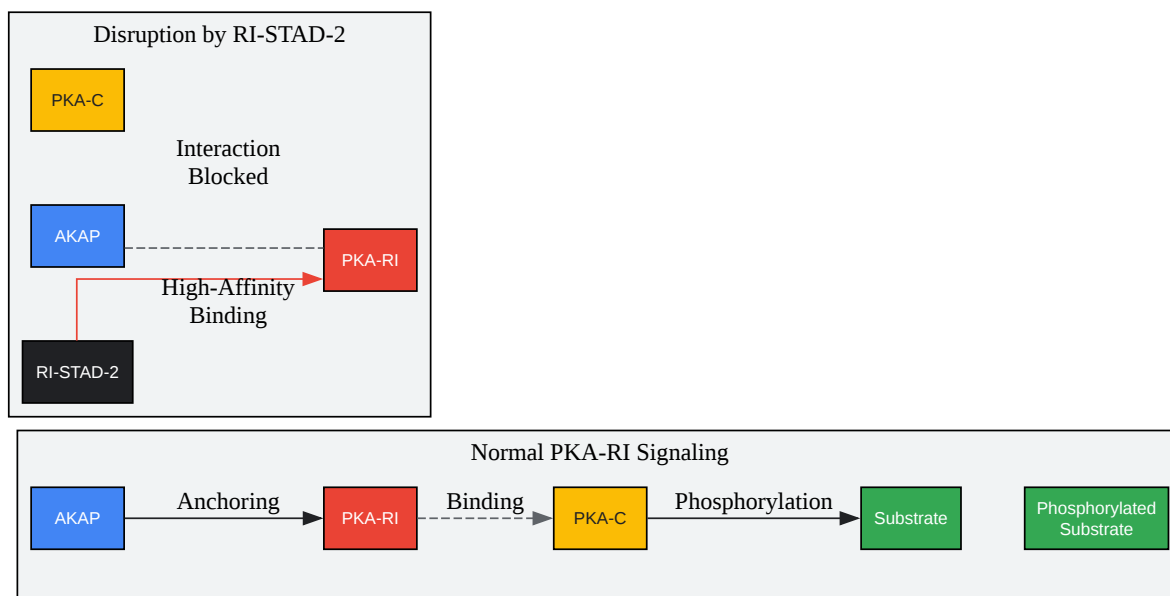 Disruption by RI-STAD-2
PKA-C
Interaction
Blocked
AKAP
PKA-RI
High-Affinity
Binding
RI-STAD-2
Normal PKA-RI Signaling
AKAP
Anchoring
PKA-RI
Binding
PKA-C
Phosphorylation
Substrate
Phosphorylated
Substrate